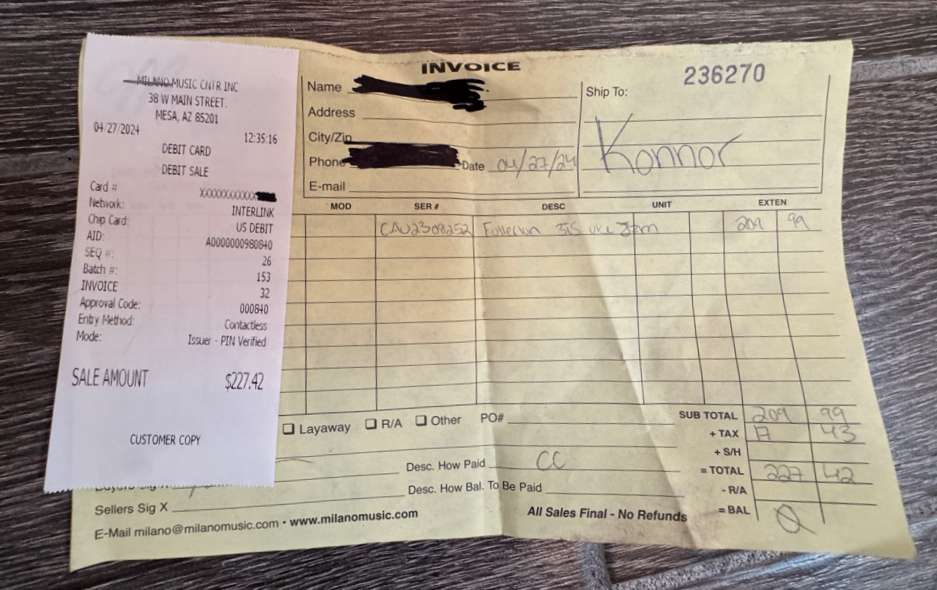 MILANO MUSIC CNTR INC
38 W MAIN STREET.
MESA, AZ 85201
04/27/2024 12:35:16
DEBIT CARD
DEBIT SALE
Card # XXXXXXXXXXXX
Network: INTERLINK
Chip Card: US DEBIT
AID: A0000000980840
SEQ #: 26
Batch #: 153
INVOICE 32
Approval Code: 000840
Entry Method: Contactless
Mode: Issuer - PIN Verified
SALE AMOUNT $227.42
CUSTOMER COPY
INVOICE
236270
Name
Address
City/Zip
Phone Date 04/27/24
E-mail
Ship To:
Konnor
MOD SER # DESC UNIT EXTEN
209 99
Layaway R/A Other PO#
Desc. How Paid CC
Desc. How Bal. To Be Paid
Sellers Sig X
E-Mail milano@milanomusic.com • www.milanomusic.com
All Sales Final - No Refunds
SUB TOTAL 209 99
+ TAX 17 43
+ S/H
= TOTAL 227 42
- R/A
= BAL